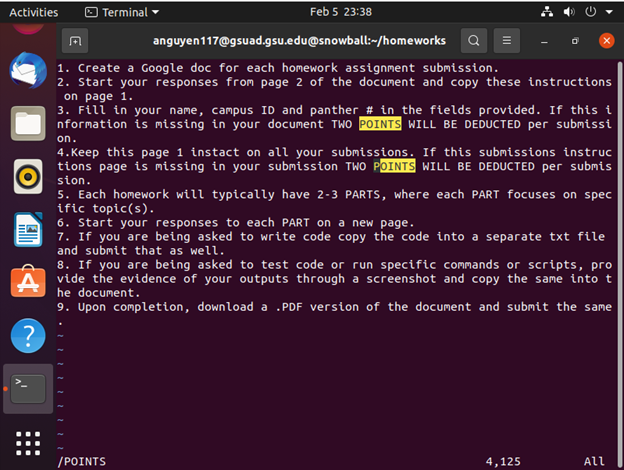 Activities
Terminal
Feb 5 23:38
anguyen117@gsuad.gsu.edu@snowball:~/homeworks
1. Create a Google doc for each homework assignment submission.
2. Start your responses from page 2 of the document and copy these instructions
 on page 1.
3. Fill in your name, campus ID and panther # in the fields provided. If this i
nformation is missing in your document TWO POINTS WILL BE DEDUCTED per submissi
on.
4.Keep this page 1 instact on all your submissions. If this submissions instruc
tions page is missing in your submission TWO POINTS WILL BE DEDUCTED per submis
sion.
5. Each homework will typically have 2-3 PARTS, where each PART focuses on spec
ific topic(s).
6. Start your responses to each PART on a new page.
7. If you are being asked to write code copy the code into a separate txt file
and submit that as well.
8. If you are being asked to test code or run specific commands or scripts, pro
vide the evidence of your outputs through a screenshot and copy the same into t
he document.
9. Upon completion, download a .PDF version of the document and submit the same
.
~
~
~
~
~
~
~
/POINTS 4,125 All